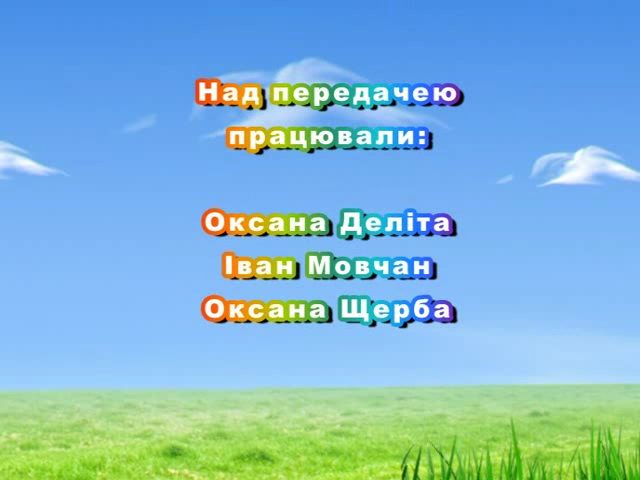 Над передачею
працювали:
Оксана Деліта
Іван Мовчан
Оксана Щерба